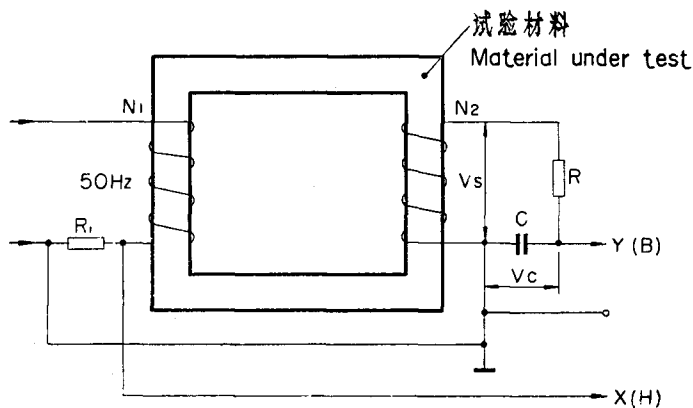 试验材料
Material under test
N1
N2
50Hz
Vs
R
R1
C
Y (B)
Vc
X(H)